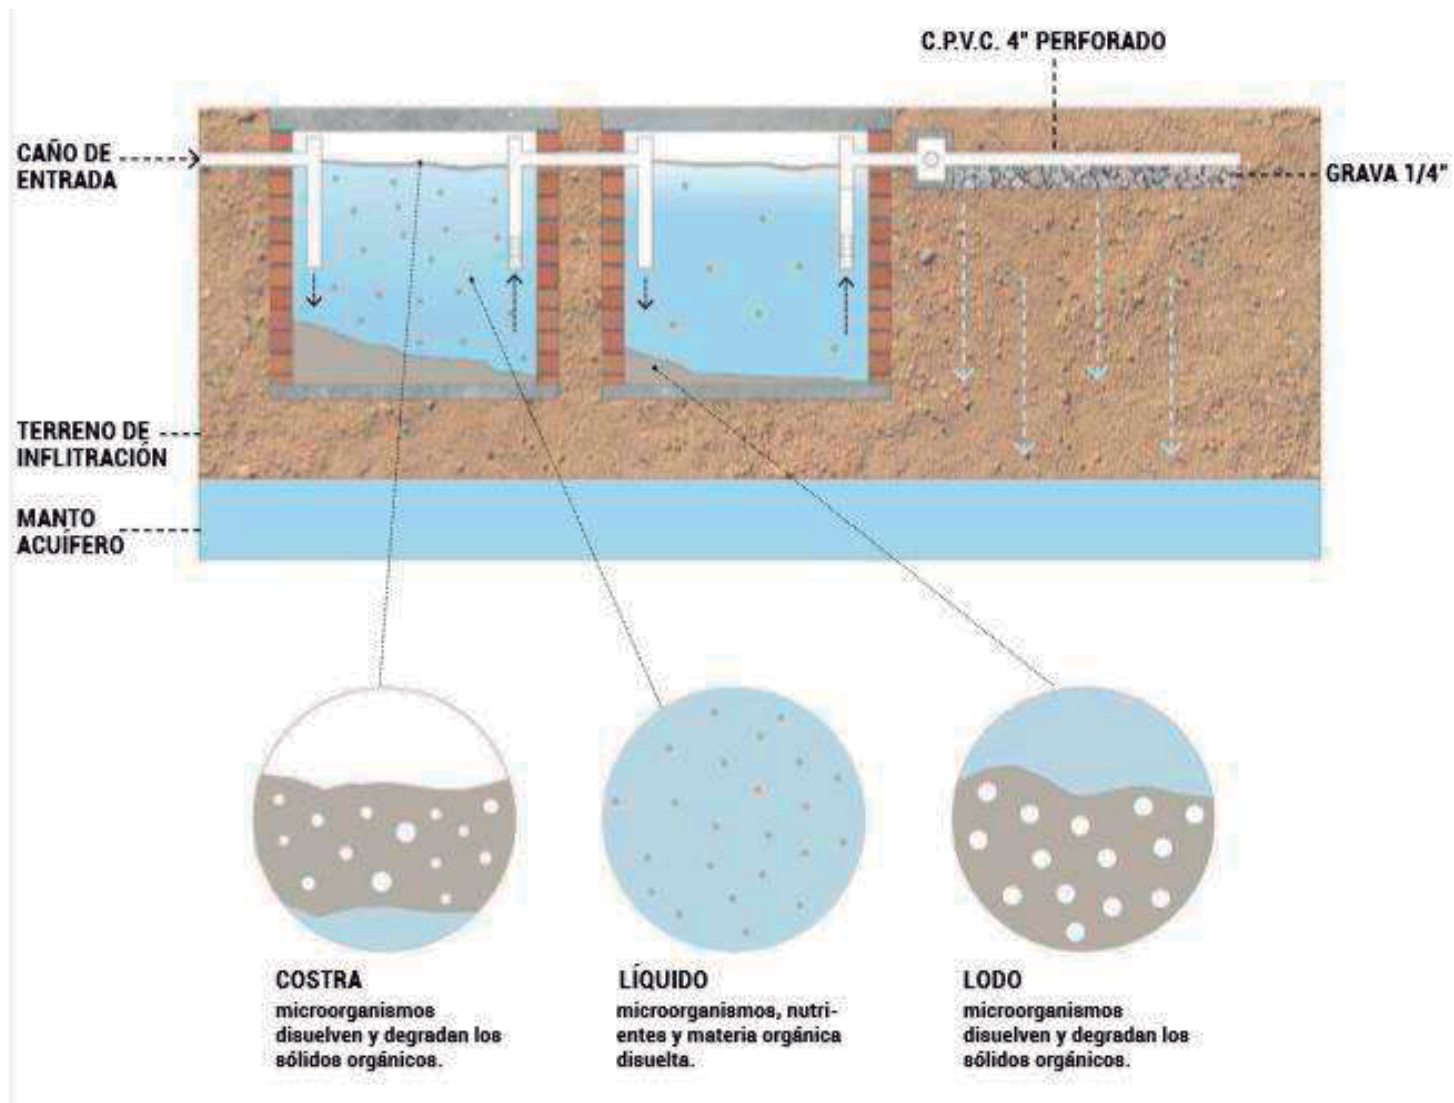 C.P.V.C. 4" PERFORADO
CAÑO DE
ENTRADA
GRAVA 1/4"
TERRENO DE
INFLITRACIÓN
MANTO
ACUÍFERO
COSTRA
microorganismos
disuelven y degradan los
sólidos orgánicos.
LÍQUIDO
microorganismos, nutri-
entes y materia orgánica
disuelta.
LODO
microorganismos
disuelven y degradan los
sólidos orgánicos.